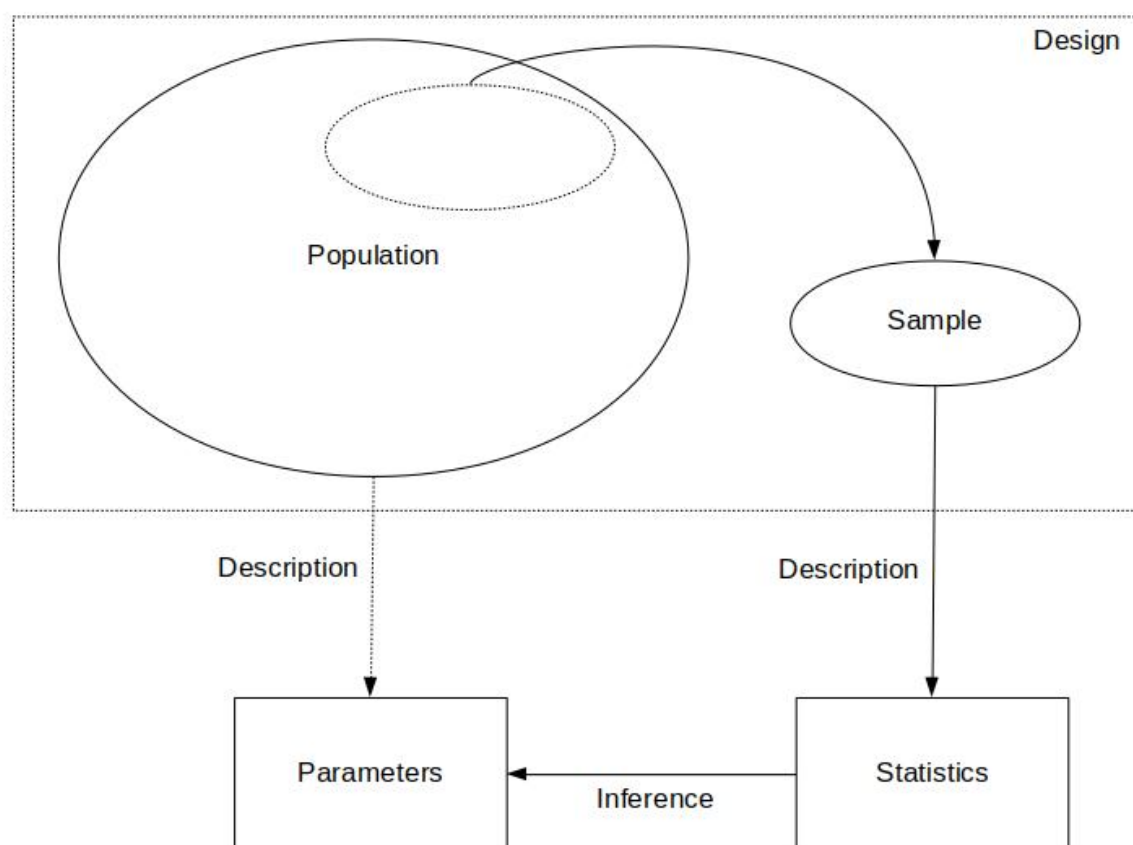 Design
Population
Sample
Description
Description
Parameters
Statistics
Inference